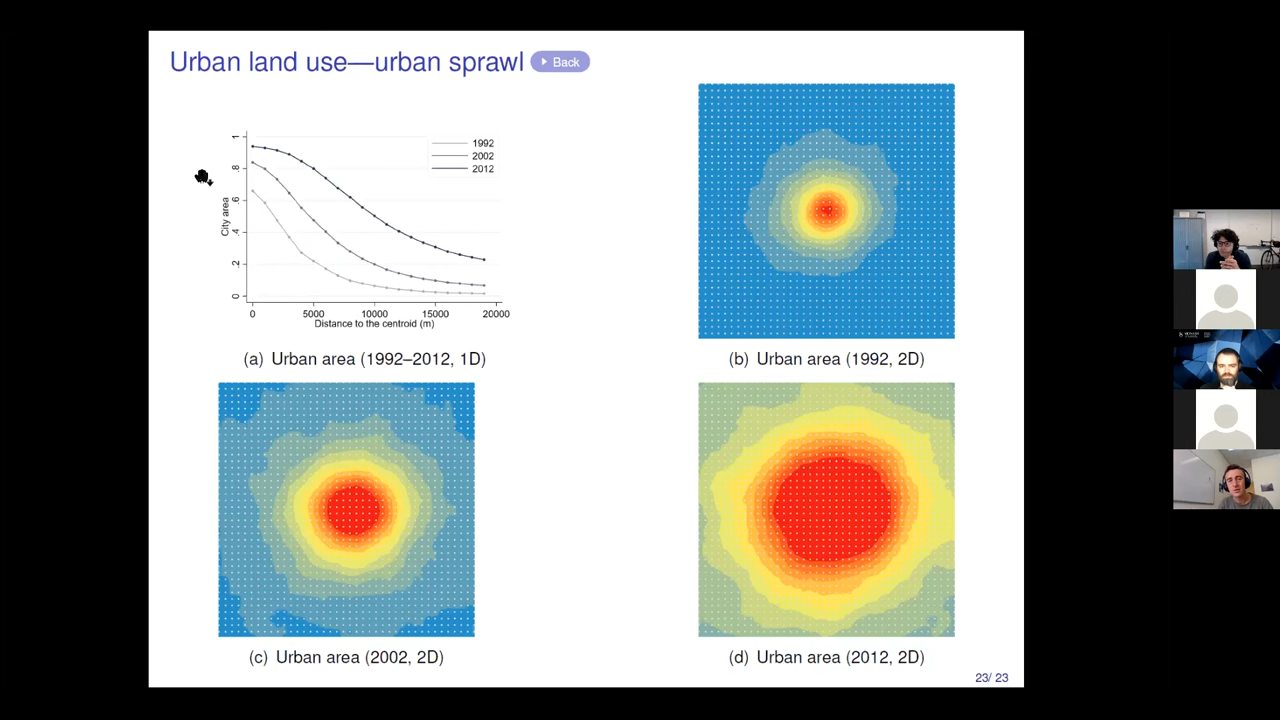 Urban land use—urban sprawl
Back
1
.8
.6
.4
.2
0
City area
1992
2002
2012
0 5000 10000 15000 20000
Distance to the centroid (m)
(a) Urban area (1992–2012, 1D)
(b) Urban area (1992, 2D)
(c) Urban area (2002, 2D)
(d) Urban area (2012, 2D)
23/ 23